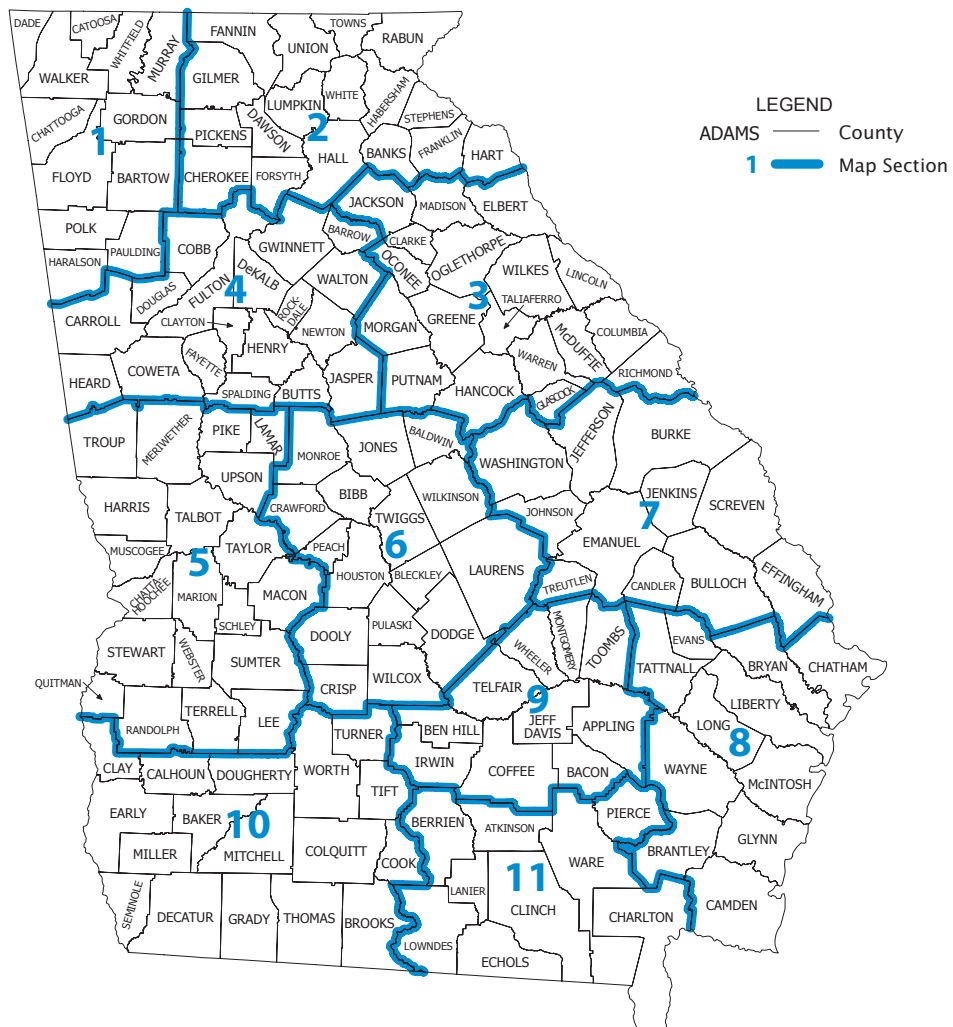 DADE
CATOOSA
WHITFIELD
MURRAY
FANNIN
UNION
TOWNS
RABUN
WALKER
GILMER
LUMPKIN
WHITE
HABERSHAM
LEGEND
ADAMS
County
1
Map Section
CHATTOOGA
GORDON
PICKENS
DAWSON
STEPHENS
1
2
HALL
BANKS
FRANKLIN
HART
FLOYD
BARTOW
CHEROKEE
FORSYTH
JACKSON
MADISON
ELBERT
POLK
PAULDING
COBB
GWINNETT
BARROW
CLARKE
OCONEE
OGLETHORPE
HARALSON
DOUGLAS
FULTON
DeKALB
WALTON
WILKES
LINCOLN
4
3
TALIAFERRO
CARROLL
CLAYTON
ROCK-
DALE
NEWTON
MORGAN
GREENE
COLUMBIA
McDUFFIE
WARREN
HENRY
FAYETTE
COWETA
HEARD
SPALDING
BUTTS
JASPER
PUTNAM
HANCOCK
GLASCOCK
RICHMOND
TROUP
MERIWETHER
PIKE
LAMAR
MONROE
JONES
BALDWIN
WASHINGTON
JEFFERSON
BURKE
UPSON
BIBB
WILKINSON
JENKINS
SCREVEN
HARRIS
TALBOT
CRAWFORD
TWIGGS
JOHNSON
7
MUSCOGEE
TAYLOR
PEACH
6
EMANUEL
5
CHATTA-
HOOCHEE
MARION
MACON
HOUSTON
BLECKLEY
LAURENS
TREUTLEN
CANDLER
BULLOCH
EFFINGHAM
SCHLEY
DOOLY
PULASKI
DODGE
WHEELER
MONTGOMERY
TOOMBS
EVANS
STEWART
WEBSTER
SUMTER
TATTNALL
BRYAN
CHATHAM
QUITMAN
CRISP
WILCOX
TELFAIR
9
LIBERTY
RANDOLPH
TERRELL
LEE
TURNER
BEN HILL
JEFF
DAVIS
APPLING
LONG
8
CLAY
CALHOUN
DOUGHERTY
WORTH
IRWIN
COFFEE
BACON
WAYNE
McINTOSH
TIFT
EARLY
BAKER
10
BERRIEN
ATKINSON
PIERCE
GLYNN
MILLER
MITCHELL
COLQUITT
COOK
WARE
BRANTLEY
11
LANIER
SEMINOLE
DECATUR
GRADY
THOMAS
BROOKS
CLINCH
CHARLTON
CAMDEN
LOWNDES
ECHOLS